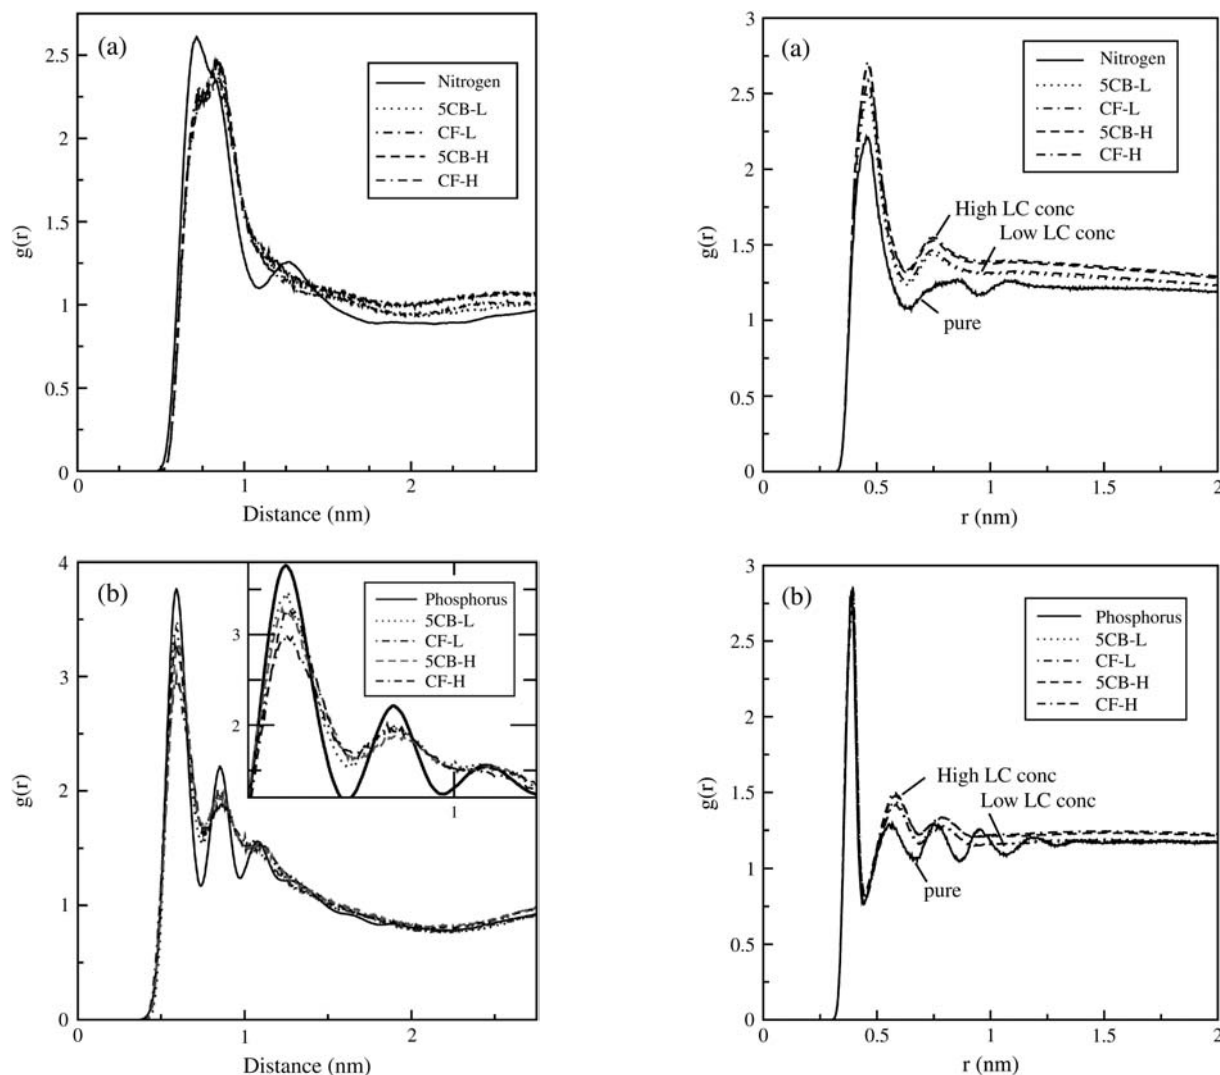 (a)
Nitrogen
5CB-L
CF-L
5CB-H
CF-H
g(r)
2.5
2
1.5
1
0.5
0
0
1
2
Distance (nm)
(a)
Nitrogen
5CB-L
CF-L
5CB-H
CF-H
High LC conc
Low LC conc
pure
g(r)
3
2.5
2
1.5
1
0.5
0
0
0.5
1
1.5
2
r (nm)
(b)
Phosphorus
5CB-L
CF-L
5CB-H
CF-H
3
2
1
g(r)
4
3
2
1
0
0
1
2
Distance (nm)
(b)
Phosphorus
5CB-L
CF-L
5CB-H
CF-H
High LC conc
Low LC conc
pure
g(r)
3
2.5
2
1.5
1
0.5
0
0
0.5
1
1.5
2
r (nm)